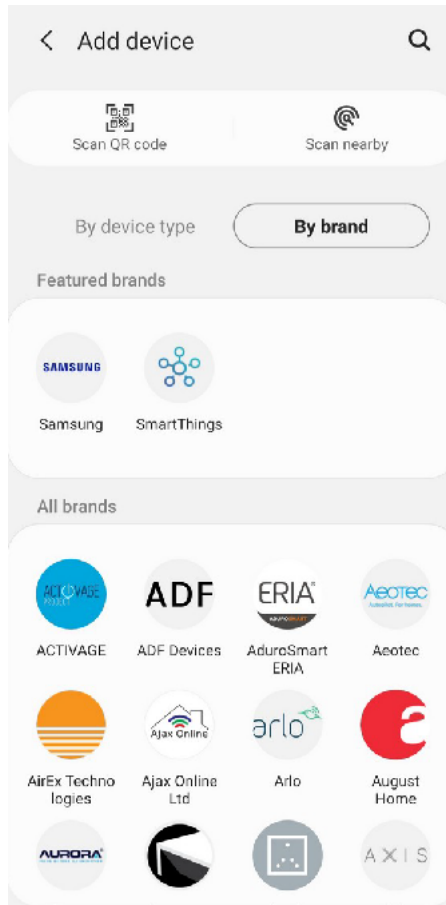 Add device
Scan QR code
Scan nearby
By device type
By brand
Featured brands
SAMSUNG
Samsung
SmartThings
All brands
ACTIVAGE
PROJECT
ADF
ERIA
ADUROSMART
AEOTEC
ACTIVAGE
ADF Devices
AduroSmart
ERIA
Aeotec
Ajax Online
arlo
a
AirEx Techno
logies
Ajax Online
Ltd
Arlo
August
Home
AURORA
AXIS